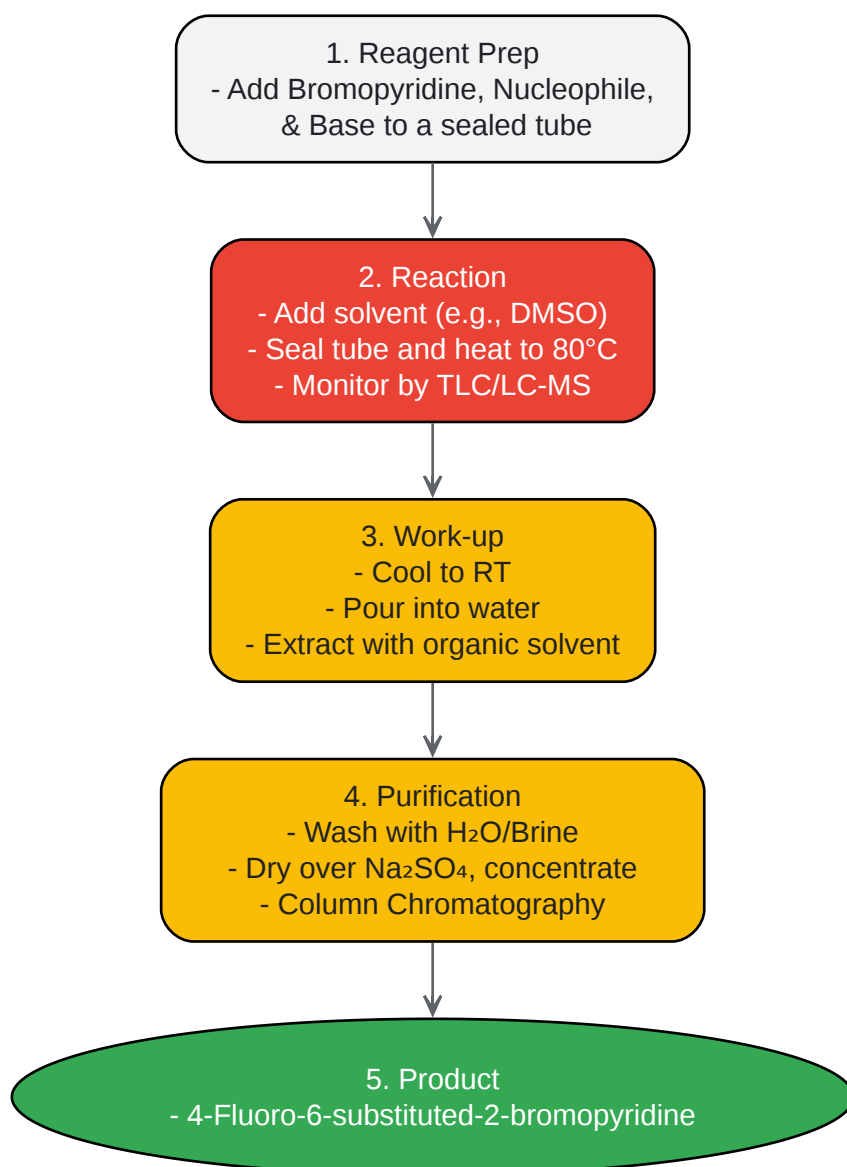 1. Reagent Prep
- Add Bromopyridine, Nucleophile,
& Base to a sealed tube
2. Reaction
- Add solvent (e.g., DMSO)
- Seal tube and heat to 80°C
- Monitor by TLC/LC-MS
3. Work-up
- Cool to RT
- Pour into water
- Extract with organic solvent
4. Purification
- Wash with H₂O/Brine
- Dry over Na₂SO₄, concentrate
- Column Chromatography
5. Product
- 4-Fluoro-6-substituted-2-bromopyridine